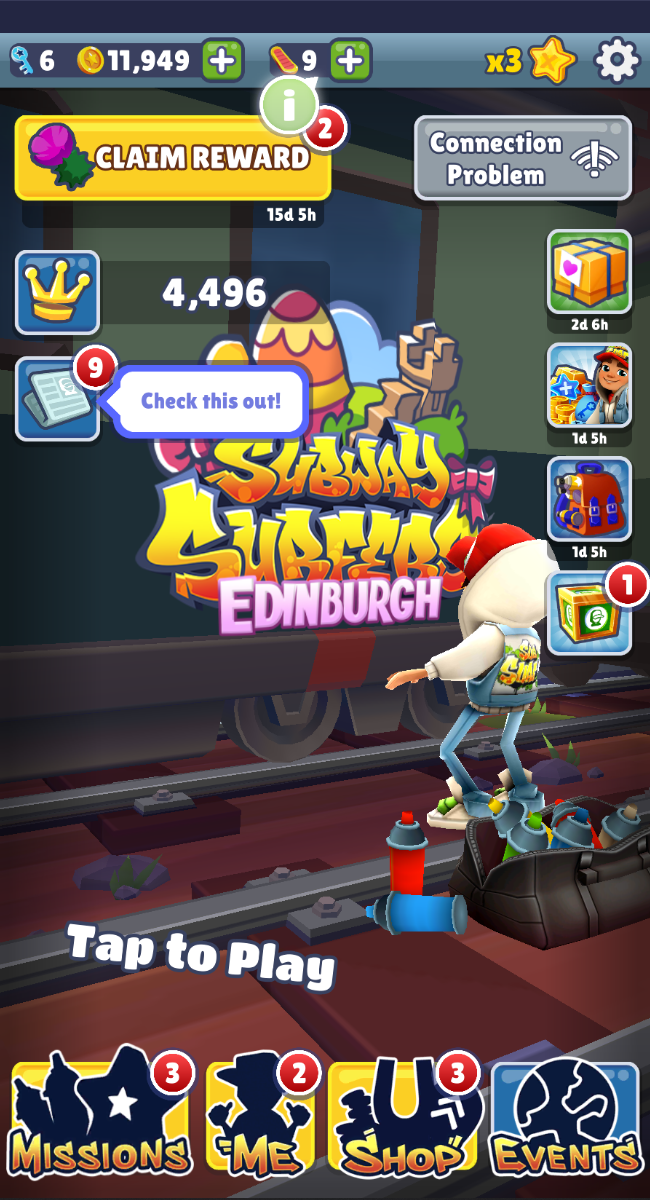 6
11,949
9
x3
i
2
CLAIM REWARD
15d 5h
Connection
Problem
4,496
2d 6h
9
Check this out!
1d 5h
SUBWAY
SURFERS
EDINBURGH
1d 5h
1
Tap to Play
3
MISSIONS
2
ME
3
SHOP
EVENTS